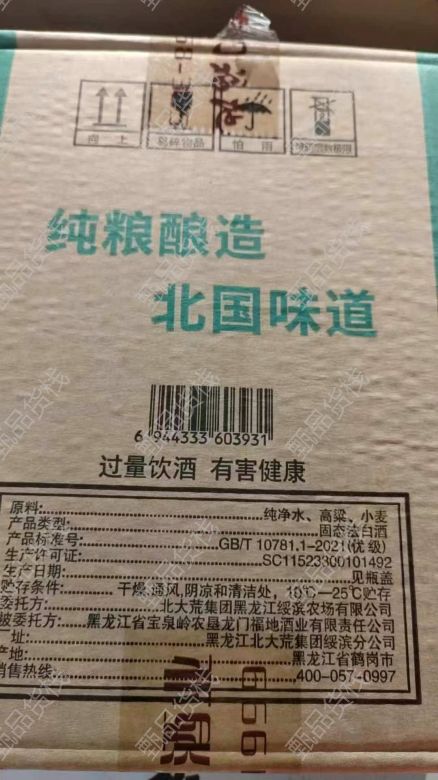 向上
易碎物品
怕雨
纯粮酿造
北国味道
6 944333 603931
过量饮酒 有害健康
原料:纯净水、高粱、小麦
产品类型:固态法白酒
产品标准号:GB/T 10781.1-2021(优级)
生产许可证:SC11523300101492
生产日期:见瓶盖
贮存条件:干燥,通风,阴凉和清洁处,10℃—25℃贮存
委托方:北大荒集团黑龙江绥滨农场有限公司
被委托方:黑龙江省宝泉岭农垦龙门福地酒业有限责任公司
址:黑龙江北大荒集团绥滨分公司
产地:黑龙江省鹤岗市
销售热线:400-057-0997
甄品货栈